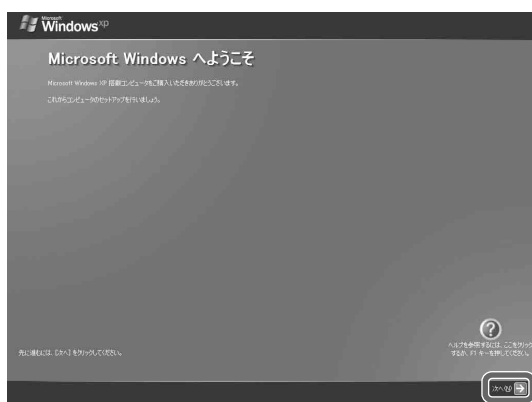 Microsoft
Windows xp
Microsoft Windows へようこそ
Microsoft Windows XP 搭載コンピュータをご購入いただきありがとうございます。
これからコンピュータのセットアップを行いましょう。
先に進むには、[次へ] をクリックしてください。
ヘルプを参照するには、ここをクリック
するか、F1 キーを押してください。
次へ(N)